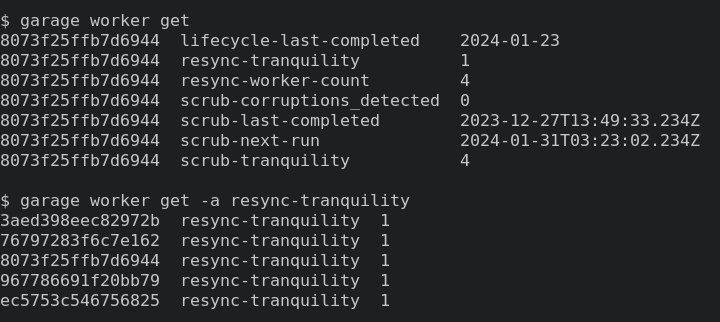 $ garage worker get
8073f25ffb7d6944  lifecycle-last-completed    2024-01-23
8073f25ffb7d6944  resync-tranquility          1
8073f25ffb7d6944  resync-worker-count         4
8073f25ffb7d6944  scrub-corruptions_detected  0
8073f25ffb7d6944  scrub-last-completed        2023-12-27T13:49:33.234Z
8073f25ffb7d6944  scrub-next-run              2024-01-31T03:23:02.234Z
8073f25ffb7d6944  scrub-tranquility           4

$ garage worker get -a resync-tranquility
3aed398eec82972b  resync-tranquility  1
76797283f6c7e162  resync-tranquility  1
8073f25ffb7d6944  resync-tranquility  1
967786691f20bb79  resync-tranquility  1
ec5753c546756825  resync-tranquility  1